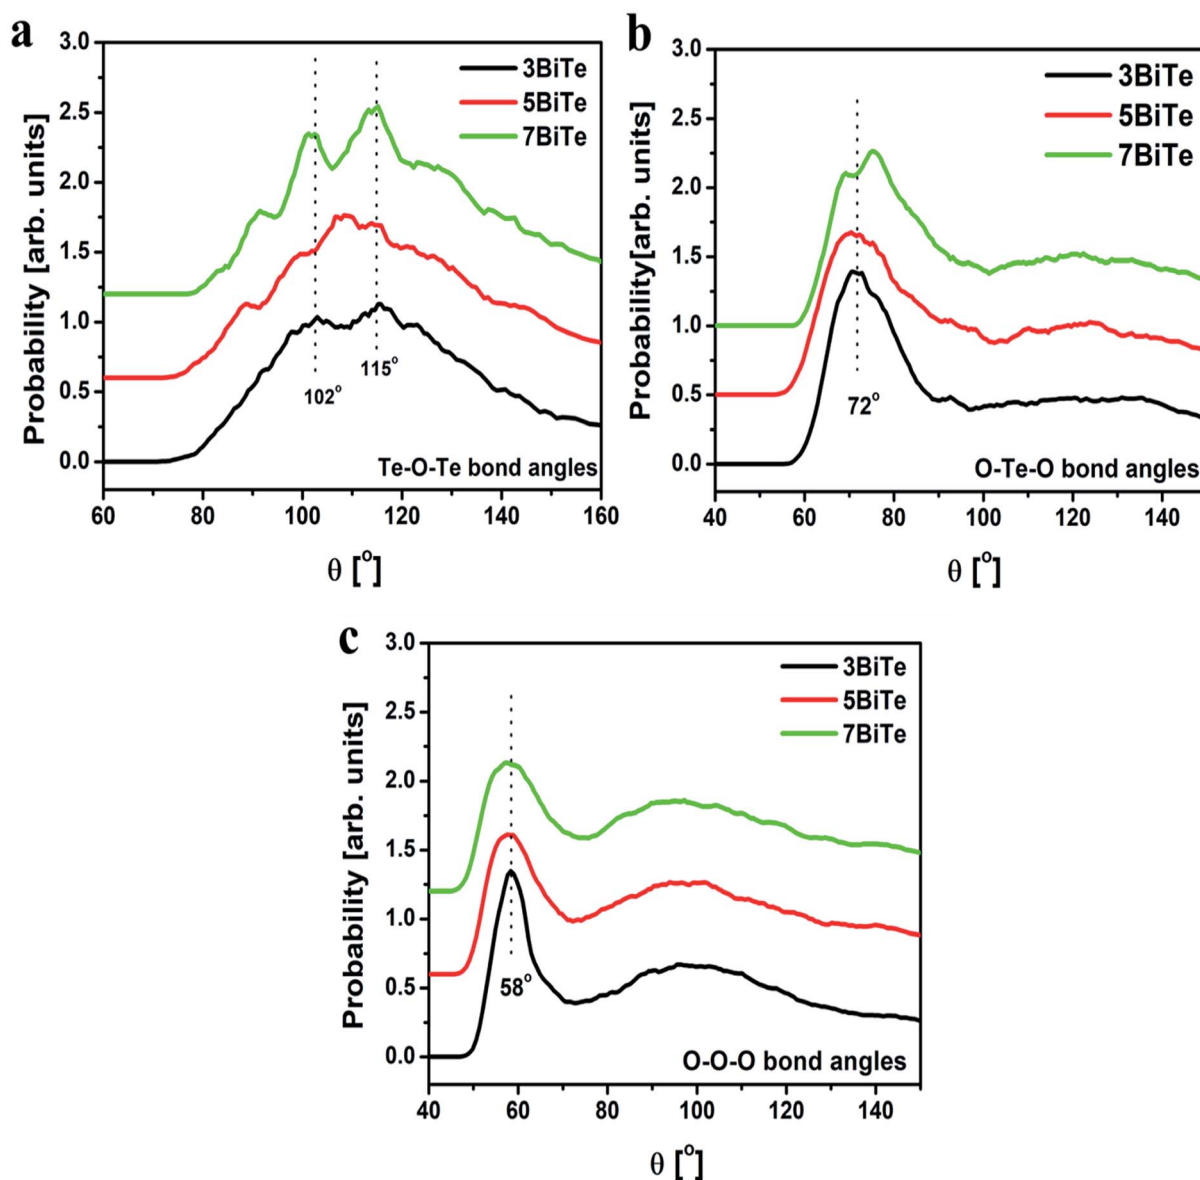 a
3.0
2.5
2.0
1.5
1.0
0.5
0.0
Probability [arb. units]
3BiTe
5BiTe
7BiTe
102°
115°
Te-O-Te bond angles
60 80 100 120 140 160
θ [°]
b
3.0
2.5
2.0
1.5
1.0
0.5
0.0
Probability[arb. units]
3BiTe
5BiTe
7BiTe
72°
O-Te-O bond angles
40 60 80 100 120 140
θ [°]
c
3.0
2.5
2.0
1.5
1.0
0.5
0.0
Probability [arb. units]
3BiTe
5BiTe
7BiTe
58°
O-O-O bond angles
40 60 80 100 120 140
θ [°]